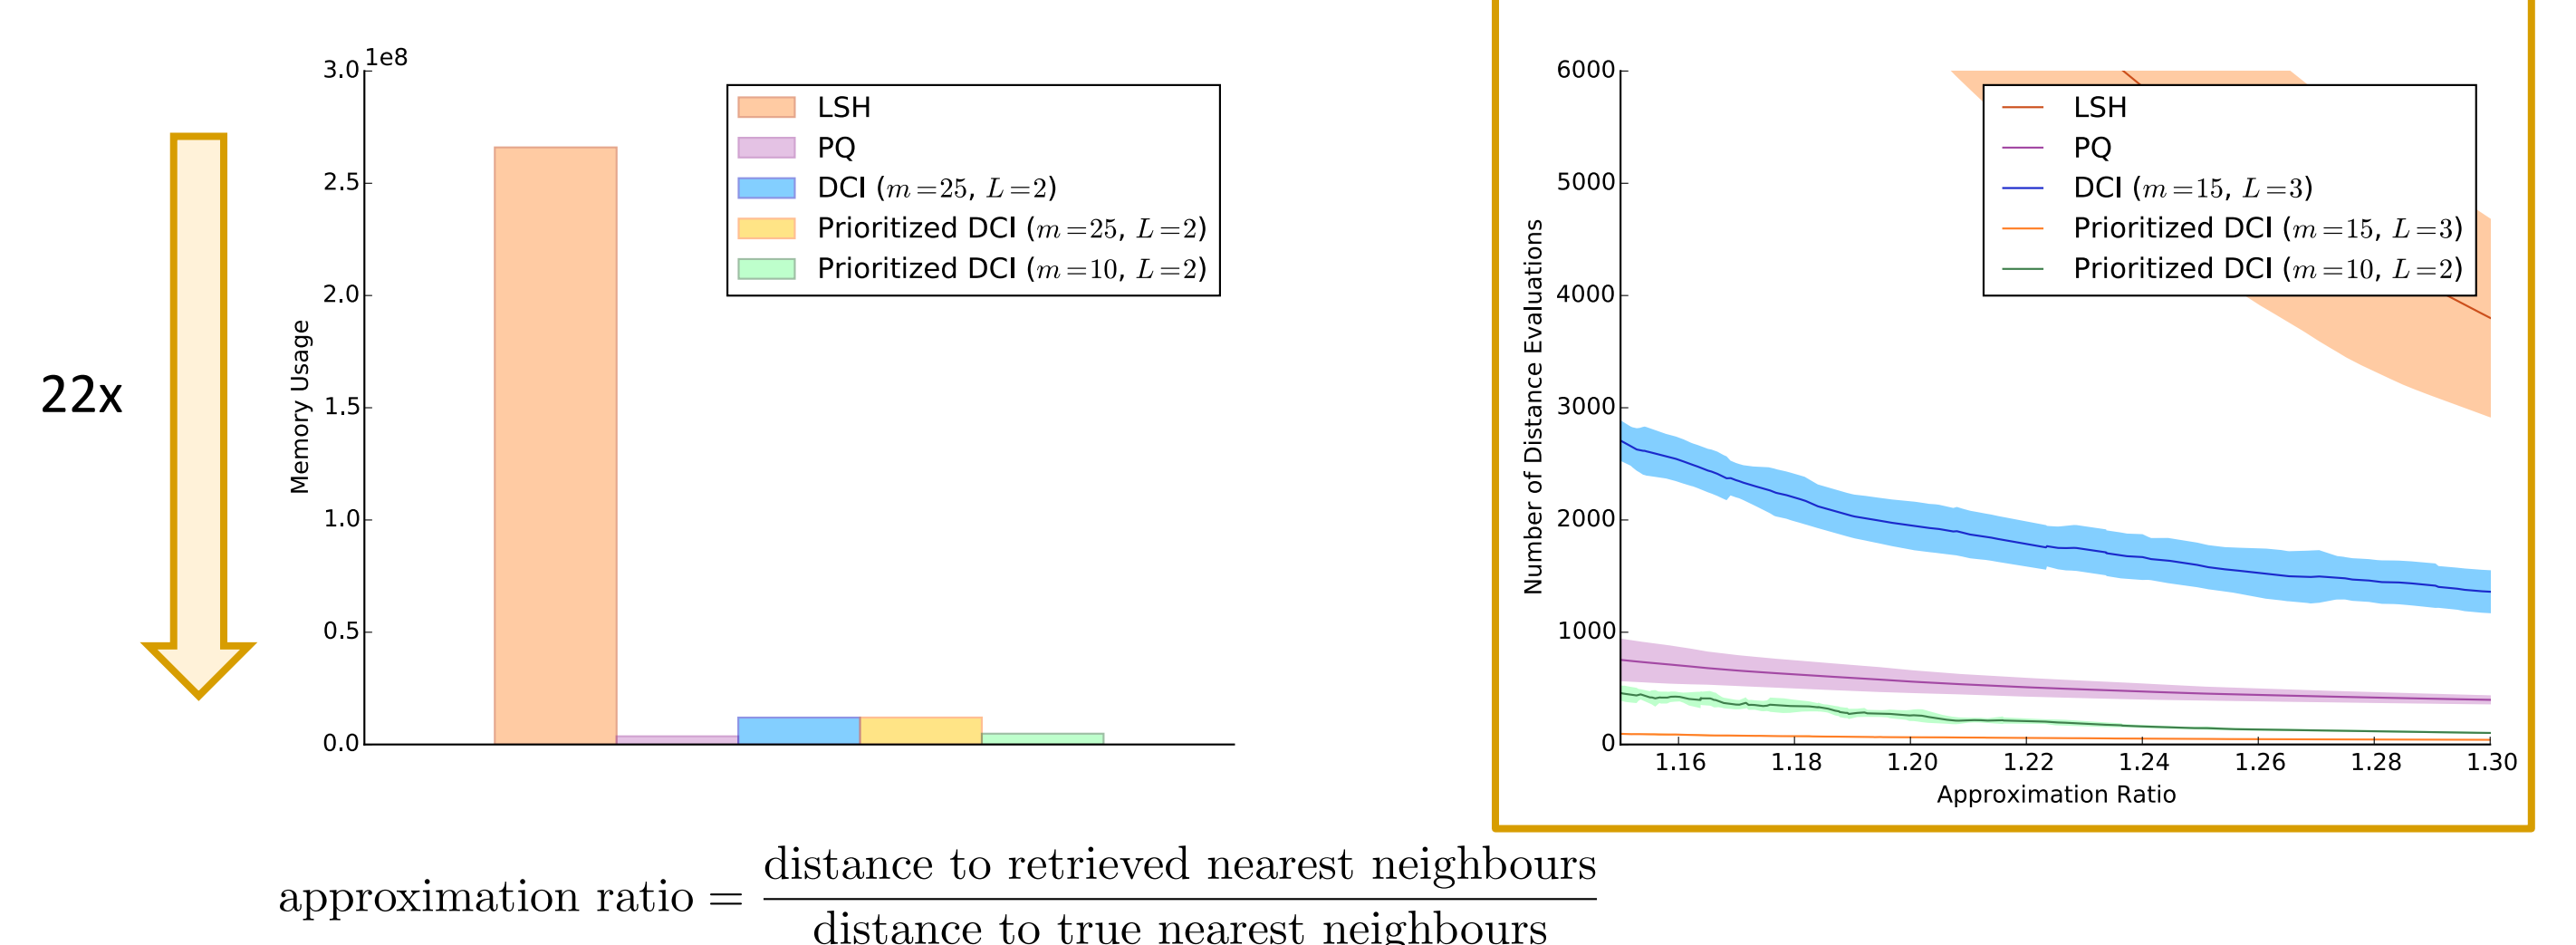 22x
1e8
3.0
2.5
2.0
1.5
1.0
0.5
0.0
Memory Usage
LSH
PQ
DCI (m=25, L=2)
Prioritized DCI (m=25, L=2)
Prioritized DCI (m=10, L=2)
6000
5000
4000
3000
2000
1000
0
Number of Distance Evaluations
LSH
PQ
DCI (m=15, L=3)
Prioritized DCI (m=15, L=3)
Prioritized DCI (m=10, L=2)
1.16 1.18 1.20 1.22 1.24 1.26 1.28 1.30
Approximation Ratio
distance to retrieved nearest neighbours
approximation ratio =
distance to true nearest neighbours